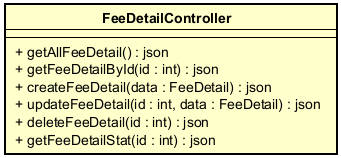 FeeDetailController
+ getAllFeeDetail() : json
+ getFeeDetailById(id : int) : json
+ createFeeDetail(data : FeeDetail) : json
+ updateFeeDetail(id : int, data : FeeDetail) : json
+ deleteFeeDetail(id : int) : json
+ getFeeDetailStat(id : int) : json